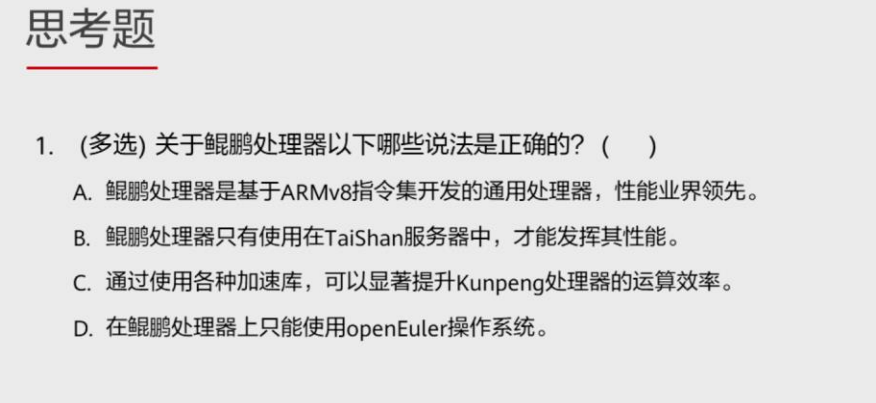 思考题
1. (多选) 关于鲲鹏处理器以下哪些说法是正确的？(   )
A. 鲲鹏处理器是基于ARMv8指令集开发的通用处理器，性能业界领先。
B. 鲲鹏处理器只有使用在TaiShan服务器中，才能发挥其性能。
C. 通过使用各种加速库，可以显著提升Kunpeng处理器的运算效率。
D. 在鲲鹏处理器上只能使用openEuler操作系统。